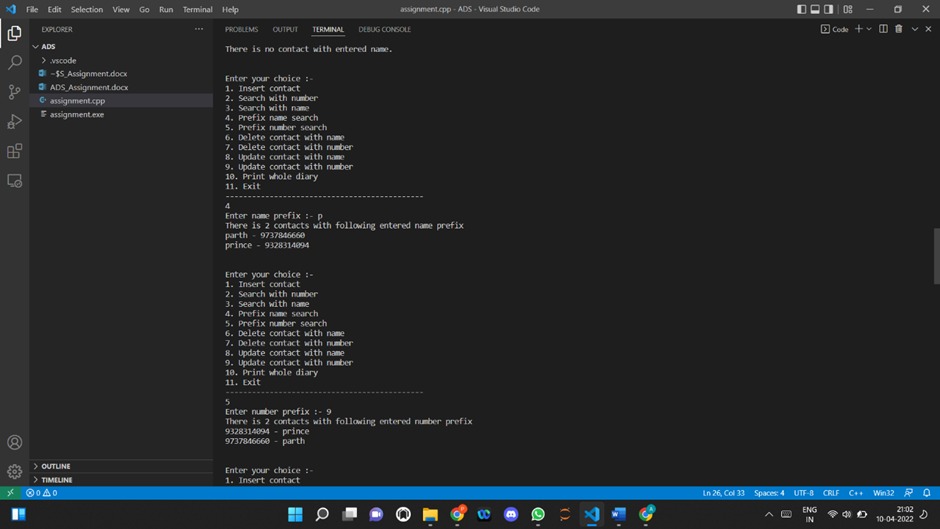 File Edit Selection View Go Run Terminal Help
assignment.cpp - ADS - Visual Studio Code
EXPLORER
ADS
.vscode
~$S_Assignment.docx
ADS_Assignment.docx
assignment.cpp
assignment.exe
OUTLINE
TIMELINE
PROBLEMS OUTPUT TERMINAL DEBUG CONSOLE
Code
There is no contact with entered name.
Enter your choice :-
1. Insert contact
2. Search with number
3. Search with name
4. Prefix name search
5. Prefix number search
6. Delete contact with name
7. Delete contact with number
8. Update contact with name
9. Update contact with number
10. Print whole diary
11. Exit
---------------------------------------------
4
Enter name prefix :- p
There is 2 contacts with following entered name prefix
parth - 9737846660
prince - 9328314094
Enter your choice :-
1. Insert contact
2. Search with number
3. Search with name
4. Prefix name search
5. Prefix number search
6. Delete contact with name
7. Delete contact with number
8. Update contact with name
9. Update contact with number
10. Print whole diary
11. Exit
---------------------------------------------
5
Enter number prefix :- 9
There is 2 contacts with following entered number prefix
9328314094 - prince
9737846660 - parth
Enter your choice :-
1. Insert contact
0 0
Ln 26, Col 33 Spaces: 4 UTF-8 CRLF C++ Win32
ENG
IN
21:02
10-04-2022